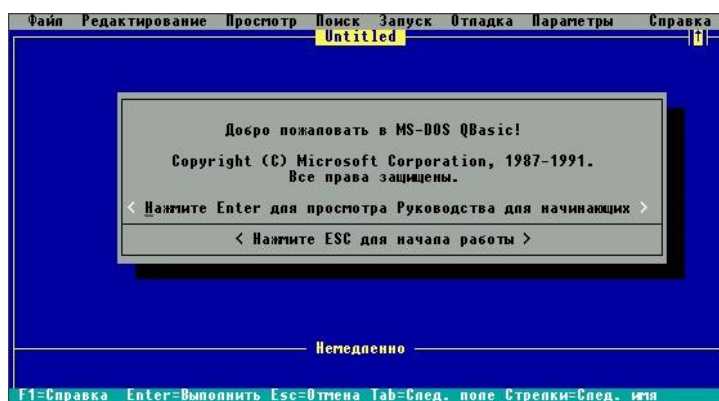 Файл Редактирование Просмотр Поиск Запуск Отладка Параметры Справка
Untitled
Добро пожаловать в MS-DOS QBasic!
Copyright (C) Microsoft Corporation, 1987-1991.
Все права защищены.
< Нажмите Enter для просмотра Руководства для начинающих >
< Нажмите ESC для начала работы >
Немедленно
F1=Справка Enter=Выполнить Esc=Отмена Tab=След. поле Стрелки=След. имя